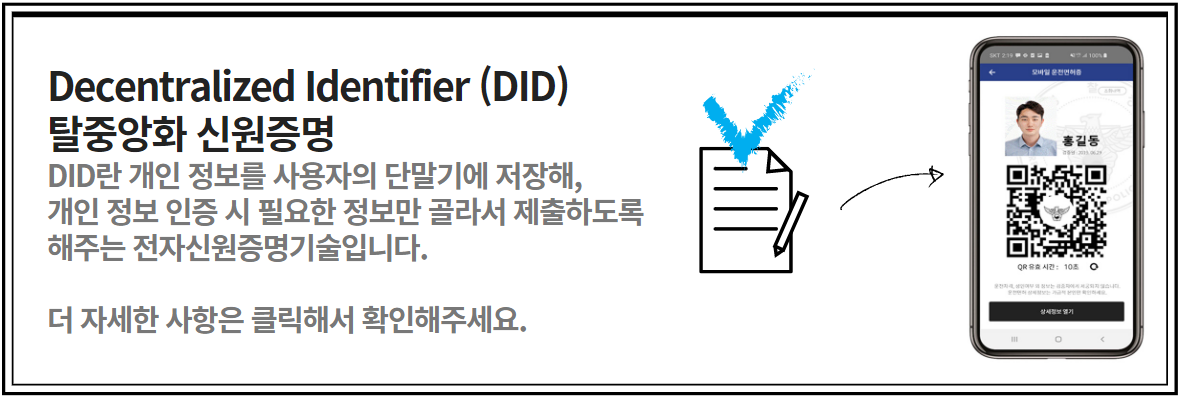 Decentralized Identifier (DID)
탈중앙화 신원증명
DID란 개인 정보를 사용자의 단말기에 저장해,
개인 정보 인증 시 필요한 정보만 골라서 제출하도록
해주는 전자신원증명기술입니다.
더 자세한 사항은 클릭해서 확인해주세요.
SKT 2:19
100%
모바일 운전면허증
홍길동
QR 유효 시간 : 10초
상세정보 열기